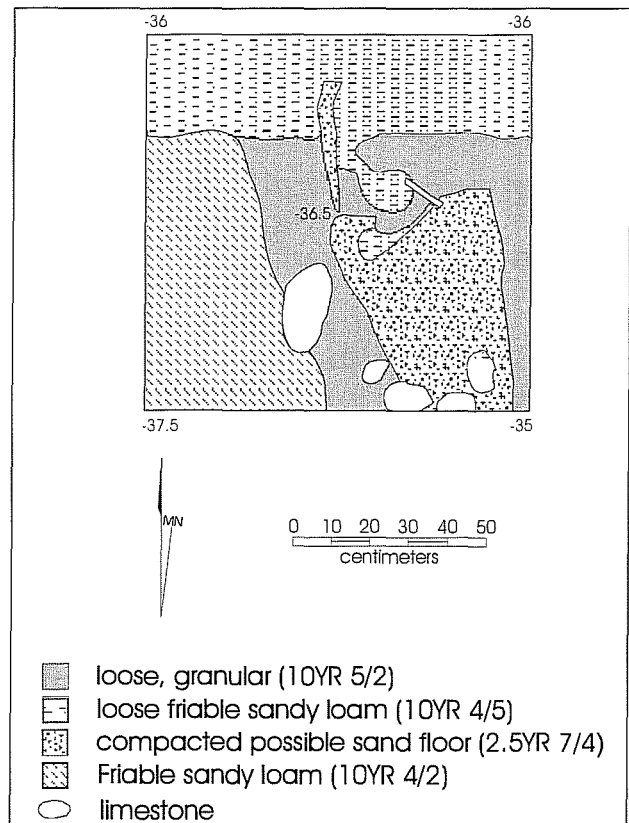 -36 -36
-36.5
-37.5 -35
MN
0 10 20 30 40 50
centimeters
loose, granular (10YR 5/2)
loose friable sandy loam (10YR 4/5)
compacted possible sand floor (2.5YR 7/4)
Friable sandy loam (10YR 4/2)
limestone